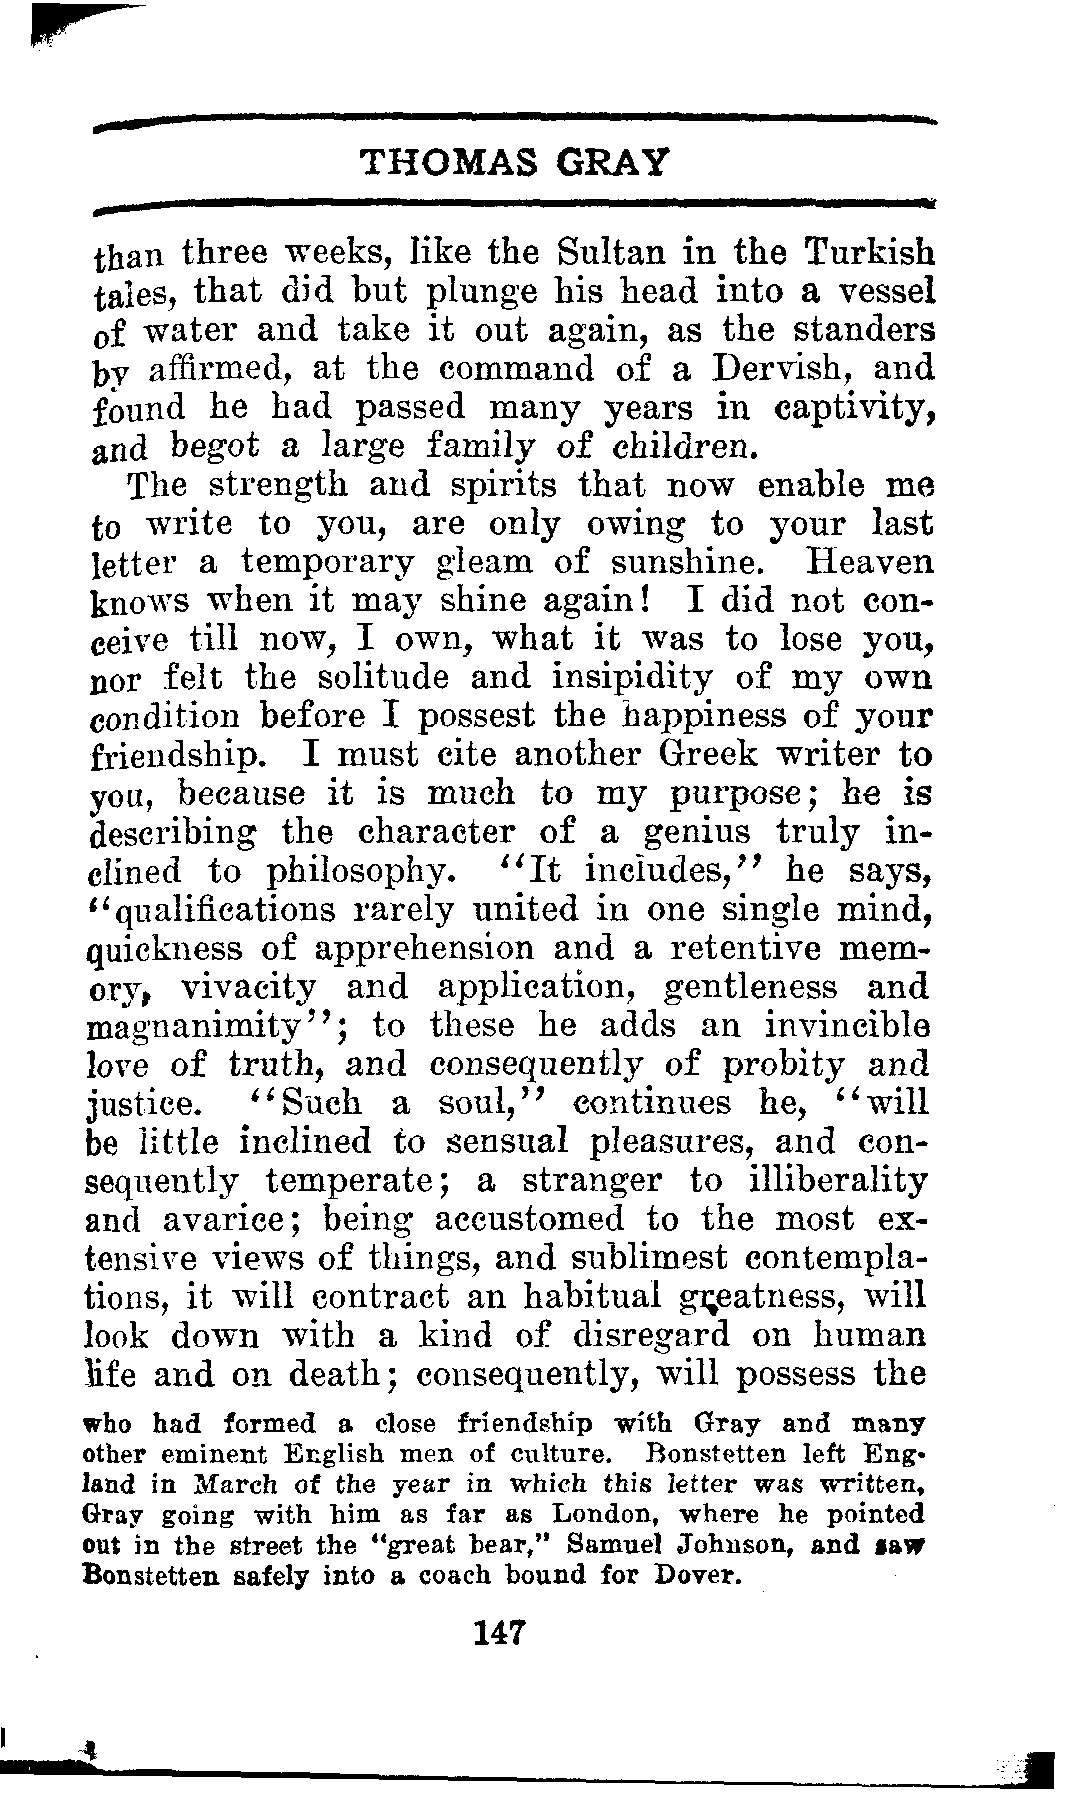 THOMAS GRAY
than three weeks, like the Sultan in the Turkish
tales, that did but plunge his head into a vessel
of water and take it out again, as the standers
by affirmed, at the command of a Dervish, and
found he had passed many years in captivity,
and begot a large family of children.
The strength and spirits that now enable me
to write to you, are only owing to your last
letter a temporary gleam of sunshine. Heaven
knows when it may shine again! I did not con-
ceive till now, I own, what it was to lose you,
nor felt the solitude and insipidity of my own
condition before I possest the happiness of your
friendship. I must cite another Greek writer to
you, because it is much to my purpose; he is
describing the character of a genius truly in-
clined to philosophy. "It includes," he says,
"qualifications rarely united in one single mind,
quickness of apprehension and a retentive mem-
ory, vivacity and application, gentleness and
magnanimity"; to these he adds an invincible
love of truth, and consequently of probity and
justice. "Such a soul," continues he, "will
be little inclined to sensual pleasures, and con-
sequently temperate; a stranger to illiberality
and avarice; being accustomed to the most ex-
tensive views of things, and sublimest contempla-
tions, it will contract an habitual greatness, will
look down with a kind of disregard on human
life and on death; consequently, will possess the
who had formed a close friendship with Gray and many
other eminent English men of culture. Bonstetten left Eng-
land in March of the year in which this letter was written,
Gray going with him as far as London, where he pointed
out in the street the "great bear," Samuel Johnson, and saw
Bonstetten safely into a coach bound for Dover.
147